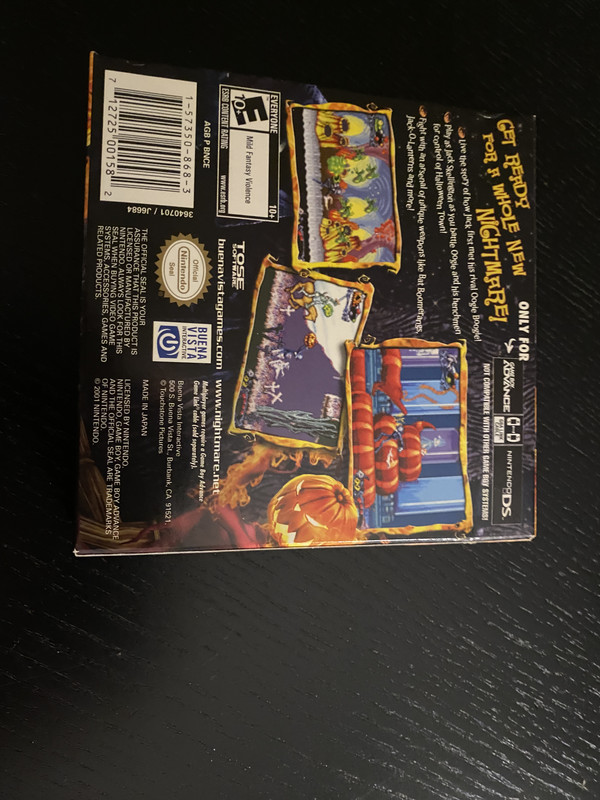 GET READY
FOR A WHOLE NEW
NIGHTMARE!
Live the story of how Jack first met his rival Oogie Boogie!
Play as Jack Skellington as you battle Oogie and his henchmen
for control of Halloween Town!
Fight with an arsenal of unique weapons like Bat Boomerangs,
Jack-O-Lanterns and more!
ONLY FOR
GAME BOY ADVANCE
NINTENDO DS
NOT COMPATIBLE WITH OTHER GAME BOY SYSTEMS!
EVERYONE 10+
E
10+
Mild Fantasy Violence
ESRB CONTENT RATING www.esrb.org
TOSE
SOFTWARE
buenavistagames.com www.nightmare.net
Multiplayer games require a Game Boy Advance
Game Link Cable (sold separately).
BUENA
VISTA
INTERACTIVE
Buena Vista Interactive
500 S. Buena Vista St., Burbank, CA 91521
© Touchstone Pictures
MADE IN JAPAN
AGB P BNCE
1-57350-868-3
7 12725 00158 2
3640701 / J6684
Official
Nintendo
Seal
THE OFFICIAL SEAL IS YOUR
ASSURANCE THAT THIS PRODUCT IS
LICENSED OR MANUFACTURED BY
NINTENDO. ALWAYS LOOK FOR THIS
SEAL WHEN BUYING VIDEO GAME
SYSTEMS, ACCESSORIES, GAMES AND
RELATED PRODUCTS.
LICENSED BY NINTENDO.
NINTENDO, GAME BOY, GAME BOY ADVANCE
AND THE OFFICIAL SEAL ARE TRADEMARKS
OF NINTENDO.
© 2001 NINTENDO.